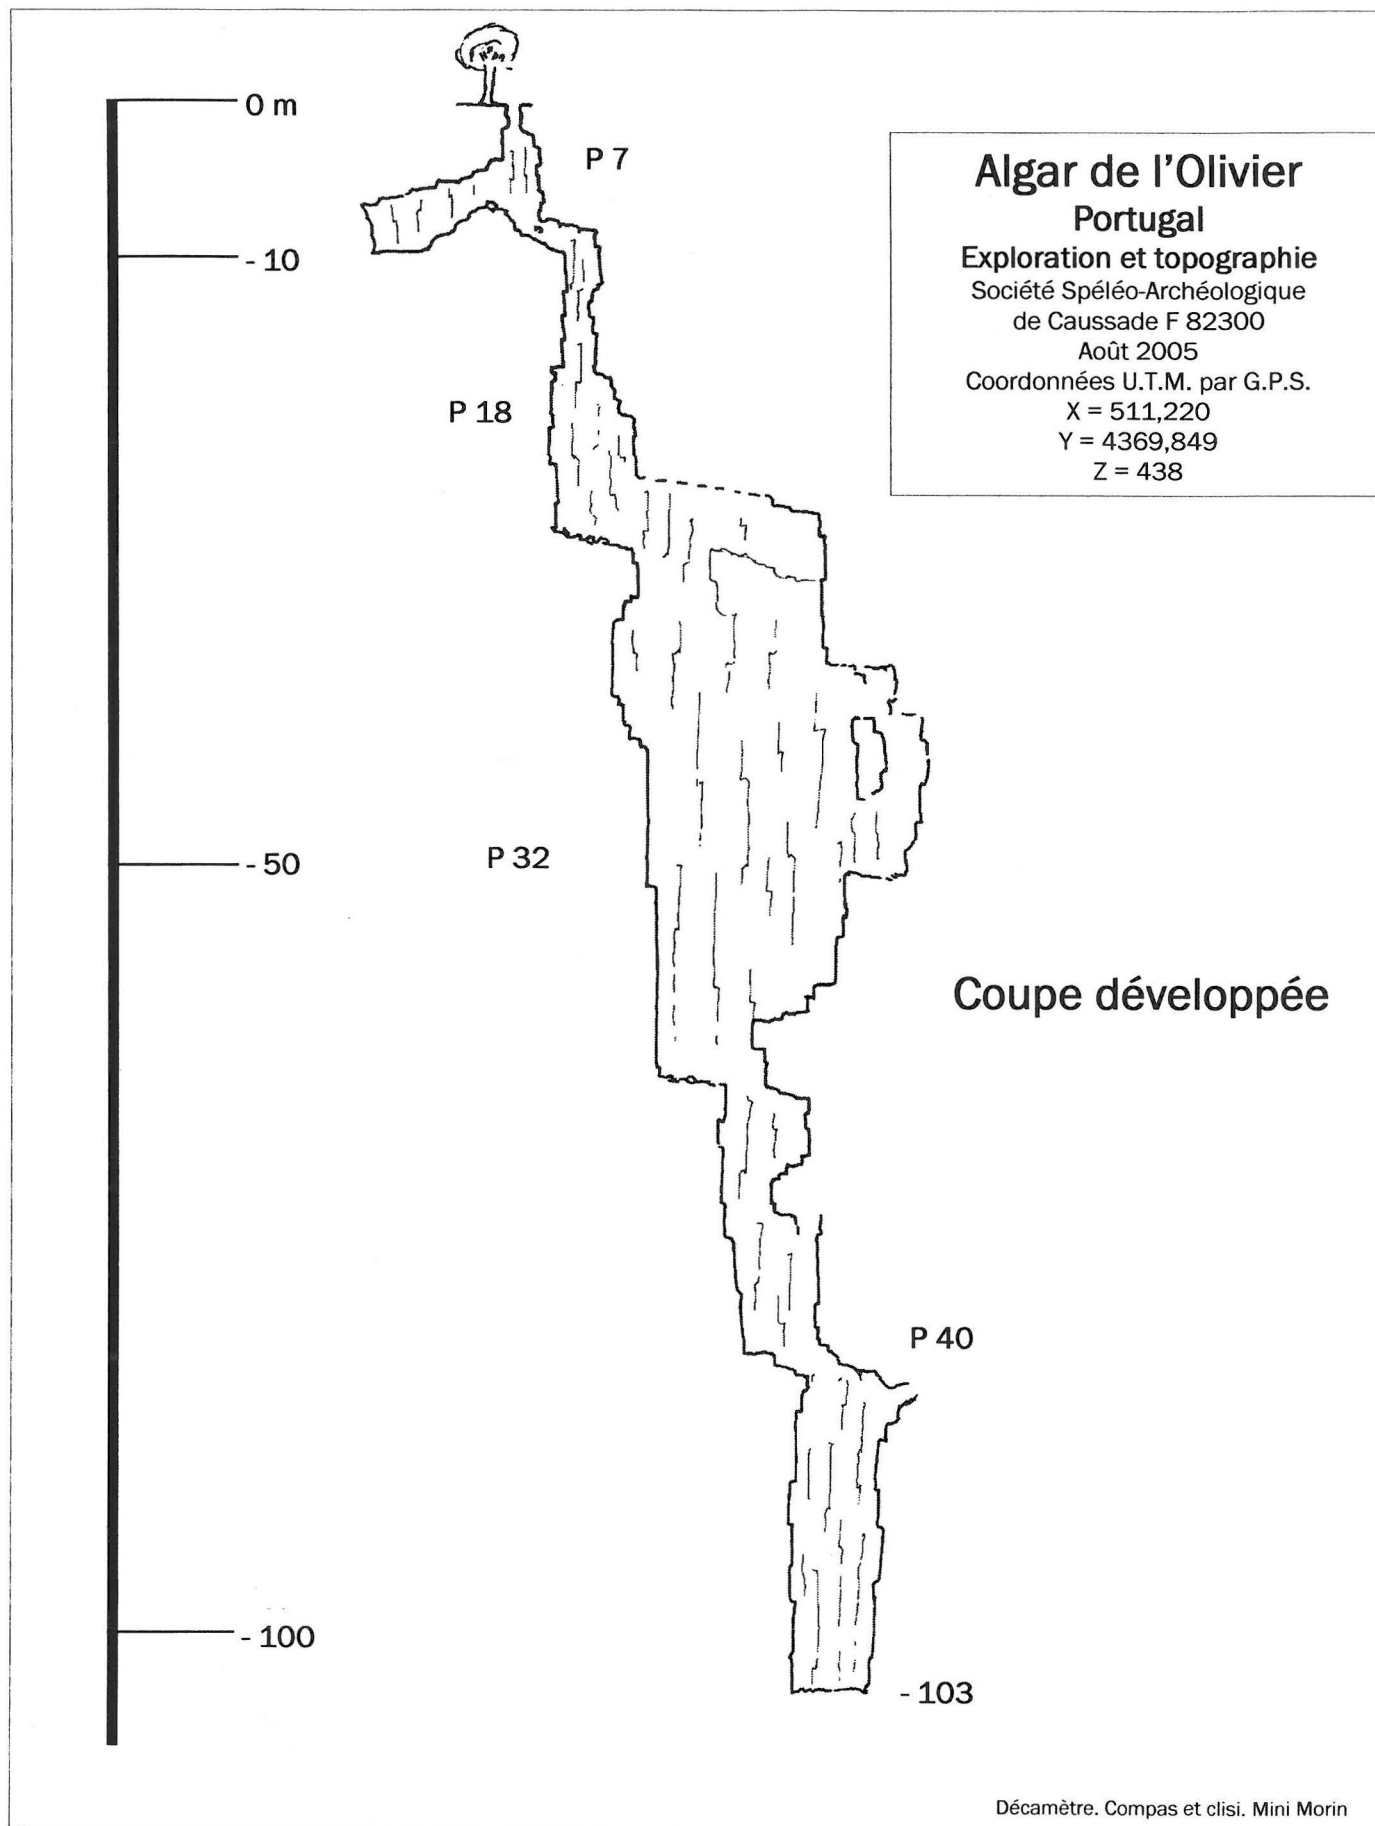 0 m
P 7
Algar de l'Olivier
Portugal
Exploration et topographie
Société Spéléo-Archéologique
de Caussade F 82300
Août 2005
Coordonnées U.T.M. par G.P.S.
X = 511,220
Y = 4369,849
Z = 438
- 10
P 18
- 50
P 32
Coupe développée
P 40
- 100
- 103
Décamètre. Compas et clisi. Mini Morin